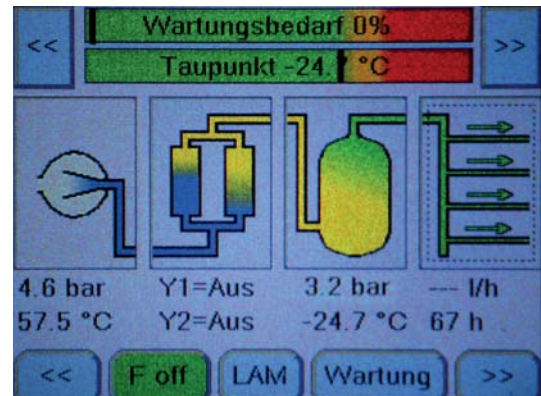 << Wartungsbedarf 0% >>
Taupunkt -24.7 °C
4.6 bar Y1=Aus 3.2 bar --- l/h
57.5 °C Y2=Aus -24.7 °C 67 h
<< F off LAM Wartung >>